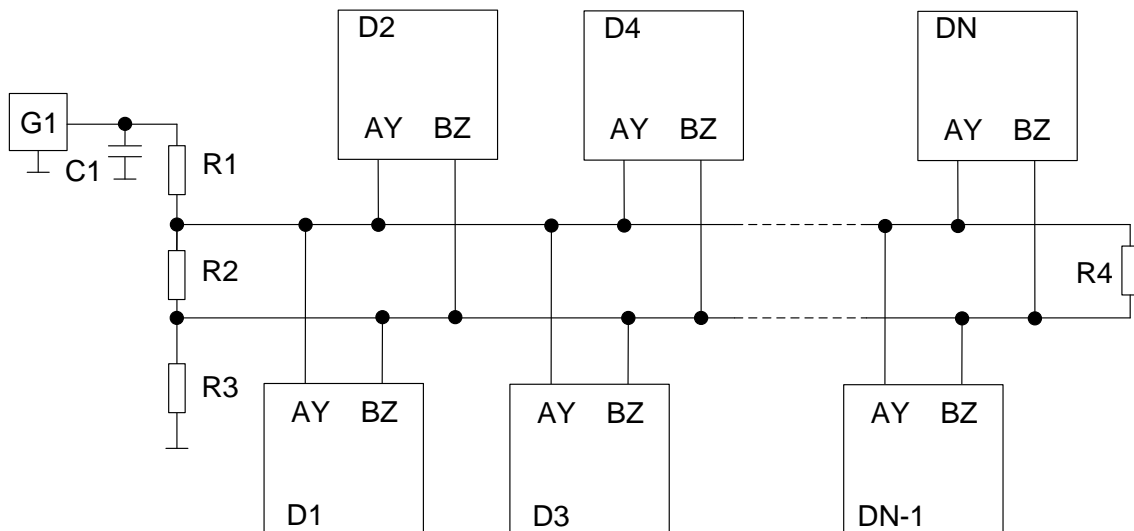 D2
D4
DN
AY BZ
AY BZ
AY BZ
G1
C1
R1
R2
R4
R3
AY BZ
AY BZ
AY BZ
D1
D3
DN-1